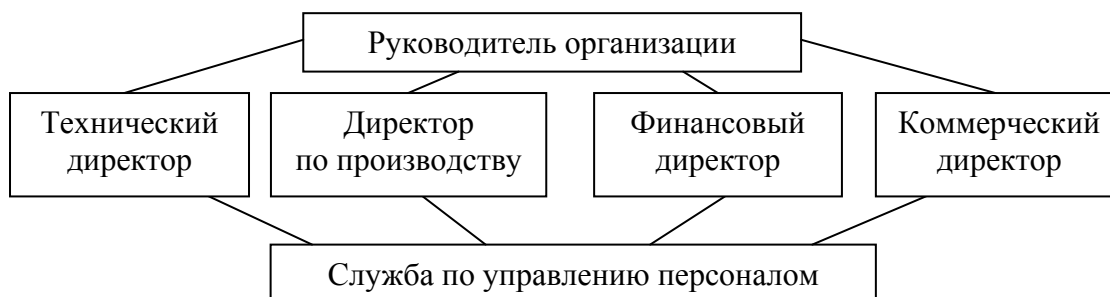 Руководитель организации
Технический
директор
Директор
по производству
Финансовый
директор
Коммерческий
директор
Служба по управлению персоналом